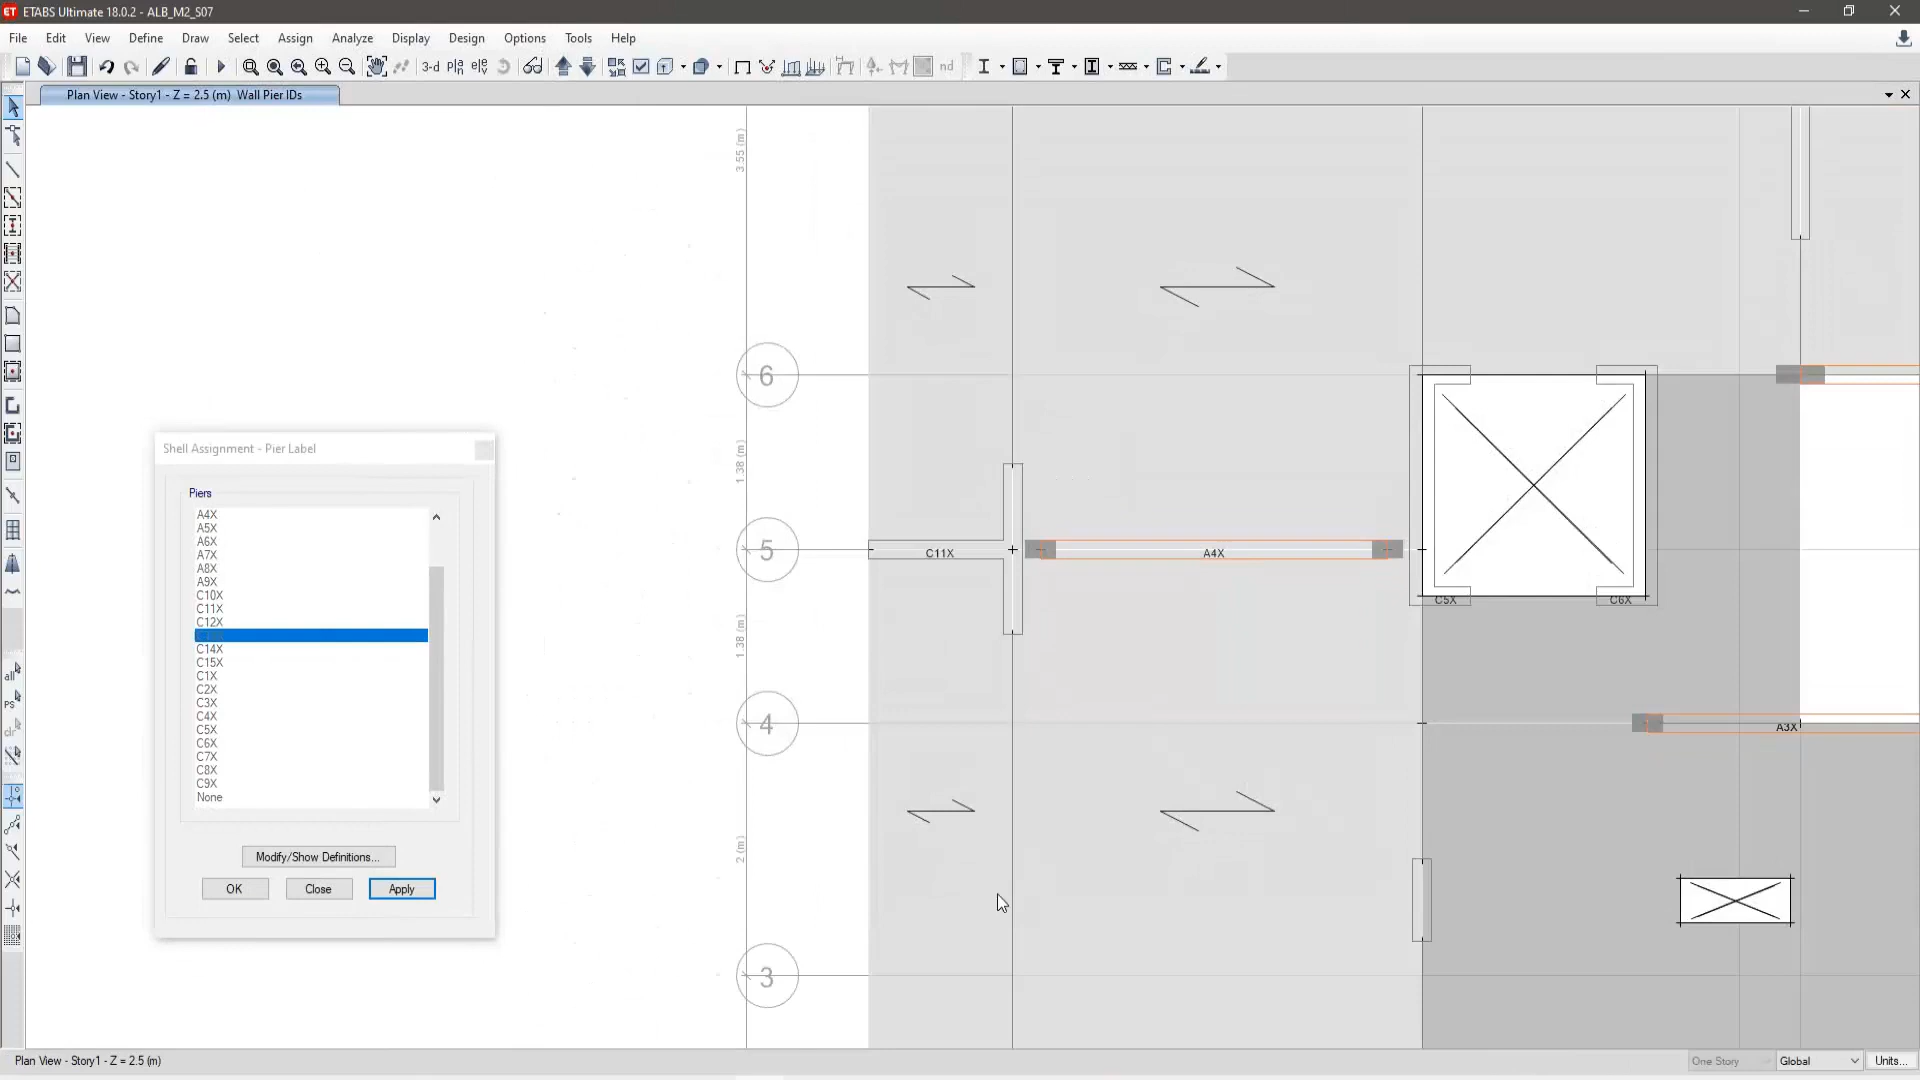 ETABS Ultimate 18.0.2 - ALB_M2_S07
File Edit View Define Draw Select Assign Analyze Display Design Options Tools Help
3-d
nd
Plan View - Story1 - Z = 2.5 (m)  Wall Pier IDs
3.55 (m)
6
1.38 (m)
Shell Assignment - Pier Label
Piers
A4X
A5X
A6X
A7X
A8X
A9X
C10X
C11X
C12X
C14X
C15X
C1X
C2X
C3X
C4X
C5X
C6X
C7X
C8X
C9X
None
Modify/Show Definitions...
OK Close Apply
5
C11X
A4X
C5X
C6X
1.38 (m)
4
A3X
2 (m)
3
all
ps
clr
Plan View - Story1 - Z = 2.5 (m)
One Story Global Units...